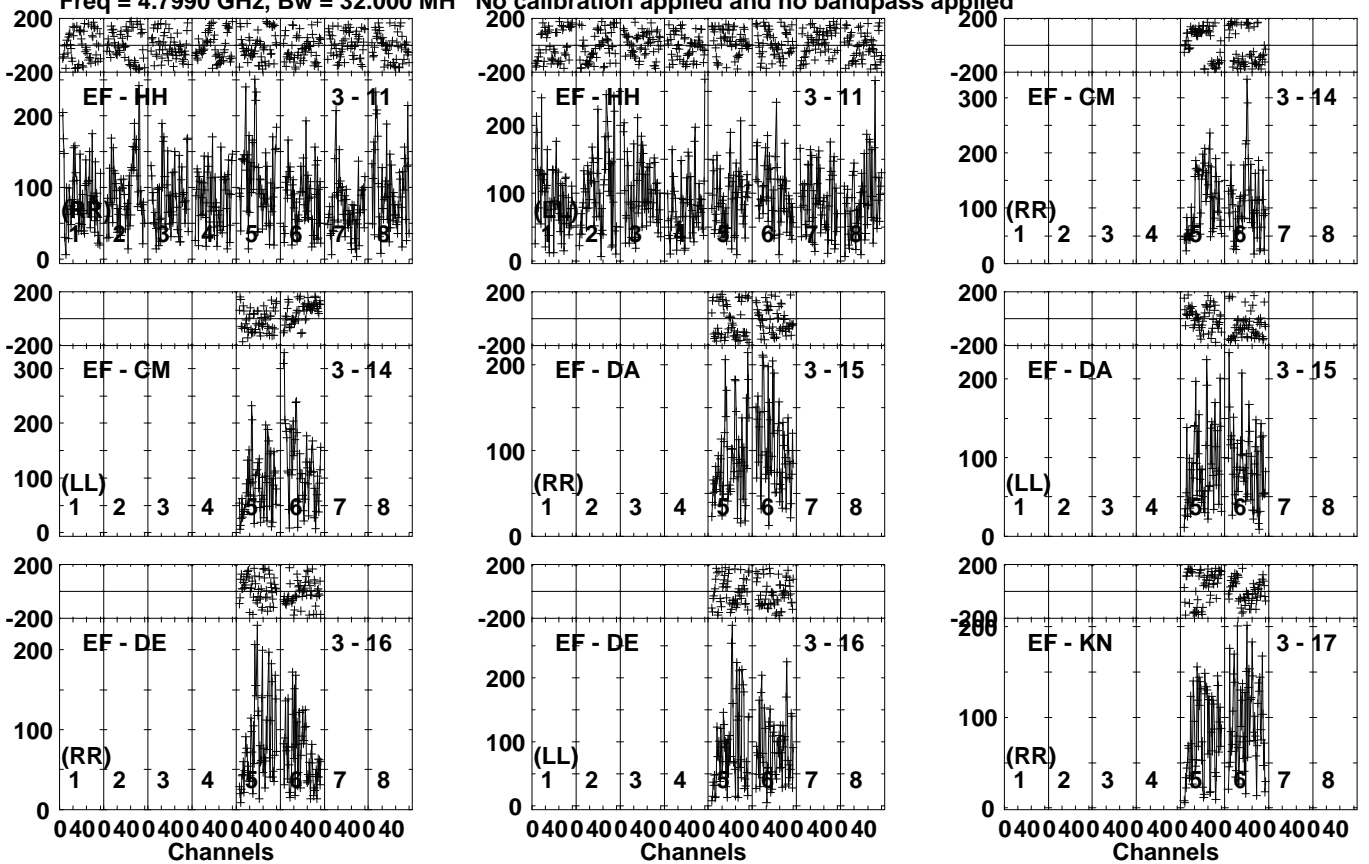 Freq = 4.7990 GHz, Bw = 32.000 MH No calibration applied and no bandpass applied
200 200 200
-200 -200 -200
EF - HH 3 - 11 EF - HH 3 - 11 EF - CM 3 - 14
200 200 300
100 100 200
100
(RR) (LL) (RR)
1 2 3 4 5 6 7 8 1 2 3 4 5 6 7 8 1 2 3 4 5 6 7 8
0 0 0
200 200 200
-200 -200 -200
EF - CM 3 - 14 EF - DA 3 - 15 EF - DA 3 - 15
300 200 200
200 100 100
100
(LL) (RR) (LL)
1 2 3 4 5 6 7 8 1 2 3 4 5 6 7 8 1 2 3 4 5 6 7 8
0 0 0
200 200 200
-200 -200 -200
EF - DE 3 - 16 EF - DE 3 - 16 EF - KN 3 - 17
200 200 200
100 100 100
(RR) (LL) (RR)
1 2 3 4 5 6 7 8 1 2 3 4 5 6 7 8 1 2 3 4 5 6 7 8
0 0 0
0 40 0 40 0 40 0 40 0 40 0 40 0 40 0 40 0 40 0 40 0 40 0 40 0 40 0 40 0 40 0 40 0 40 0 40 0 40 0 40 0 40 0 40 0 40 0 40
Channels Channels Channels